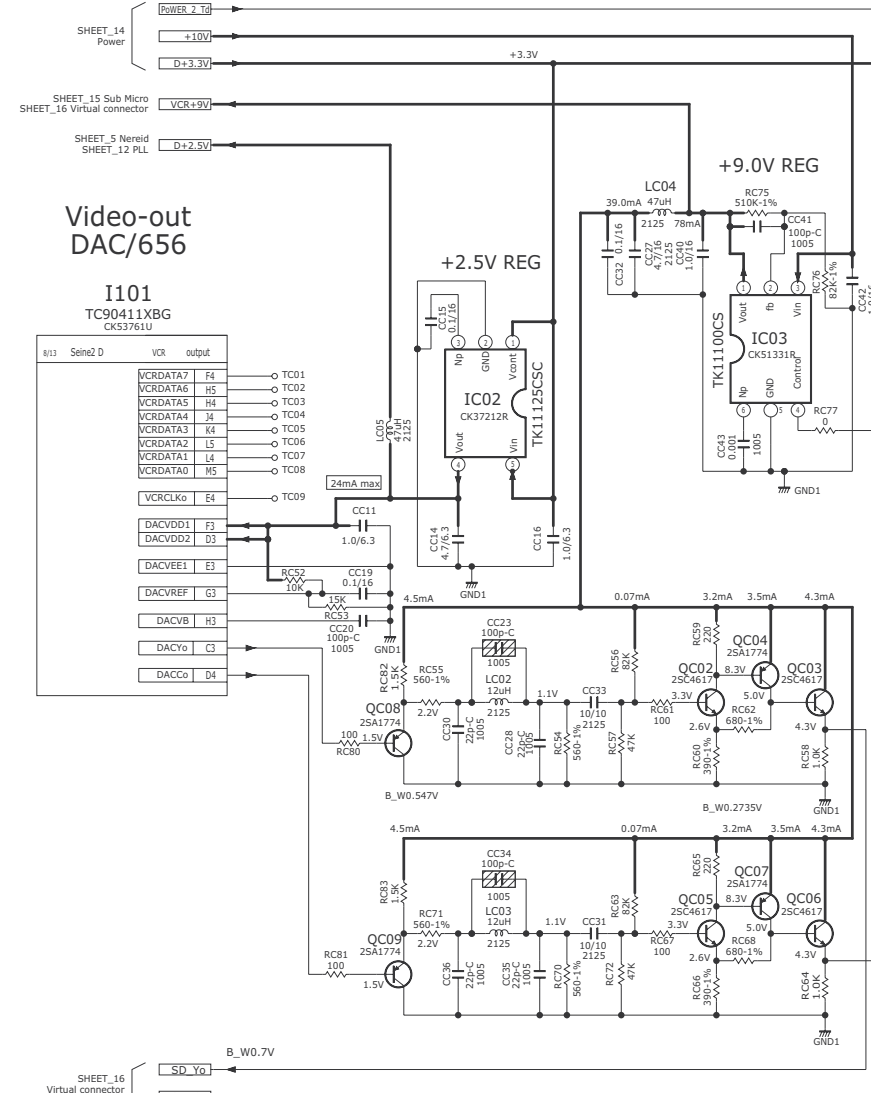 PoWER_2_Td
SHEET_14
Power
+10V
D+3.3V
+3.3V
SHEET_15 Sub Micro
SHEET_16 Virtual connector
VCR+9V
SHEET_5 Nereid
SHEET_12 PLL
D+2.5V
+9.0V REG
LC04
39.0mA
47uH
2125
78mA
RC75
510K-1%
CC41
100p-C
1005
CC32
0.1/16
CC27
4.7/16
2125
CC40
1.0/16
RC76
82K-1%
CC42
1.0/16
Video-out
DAC/656
I101
TC90411XBG
CK53761U
8/13
Seine2 D
VCR
output
+2.5V REG
CC15
0.1/16
3
2
1
Np
GND
Vcont
IC02
CK37212R
TK11125CSC
Vout
Vin
4
5
1
2
3
Vout
fb
Vin
IC03
CK51331R
TK11100CS
Np
GND
Control
6
5
4
RC77
0
CC43
0.001
1005
GND1
VCRDATA7 F4 TC01
VCRDATA6 H5 TC02
VCRDATA5 H4 TC03
VCRDATA4 J4 TC04
VCRDATA3 K4 TC05
VCRDATA2 L5 TC06
VCRDATA1 L4 TC07
VCRDATA0 M5 TC08
VCRCLKo E4 TC09
DACVDD1 F3
DACVDD2 D3
DACVEE1 E3
DACVREF G3
DACVB H3
DACYo C3
DACCo D4
LC05
47uH
2125
24mA max
CC11
1.0/6.3
CC14
4.7/6.3
CC16
1.0/6.3
GND1
RC52
10K
CC19
0.1/16
15K
RC53
CC20
100p-C
1005
GND1
4.5mA
0.07mA
3.2mA
3.5mA
4.3mA
CC23
100p-C
1005
LC02
12uH
2125
RC82
1.5K
RC55
560-1%
2.2V
QC08
2SA1774
100
RC80
1.5V
CC30
22p-C
1005
CC28
22p-C
1005
1.1V
RC54
560-1%
CC33
10/10
2125
RC56
82K
RC57
47K
3.3V
RC61
100
RC59
220
QC02
2SC4617
QC04
2SA1774
8.3V
QC03
2SC4617
5.0V
RC62
680-1%
2.6V
RC60
390-1%
4.3V
RC58
1.0K
GND1
B_W0.547V
B_W0.2735V
4.5mA
0.07mA
3.2mA
3.5mA
4.3mA
CC34
100p-C
1005
LC03
12uH
2125
RC83
1.5K
RC71
560-1%
2.2V
QC09
2SA1774
RC81
100
1.5V
CC36
22p-C
1005
CC35
22p-C
1005
1.1V
RC70
560-1%
CC31
10/10
2125
RC63
82K
RC72
47K
3.3V
RC67
100
RC65
220
QC05
2SC4617
QC07
2SA1774
8.3V
QC06
2SC4617
5.0V
RC68
680-1%
2.6V
RC66
390-1%
4.3V
RC64
1.0K
GND1
B_W0.7V
SD_Yo
SHEET_16
Virtual connector